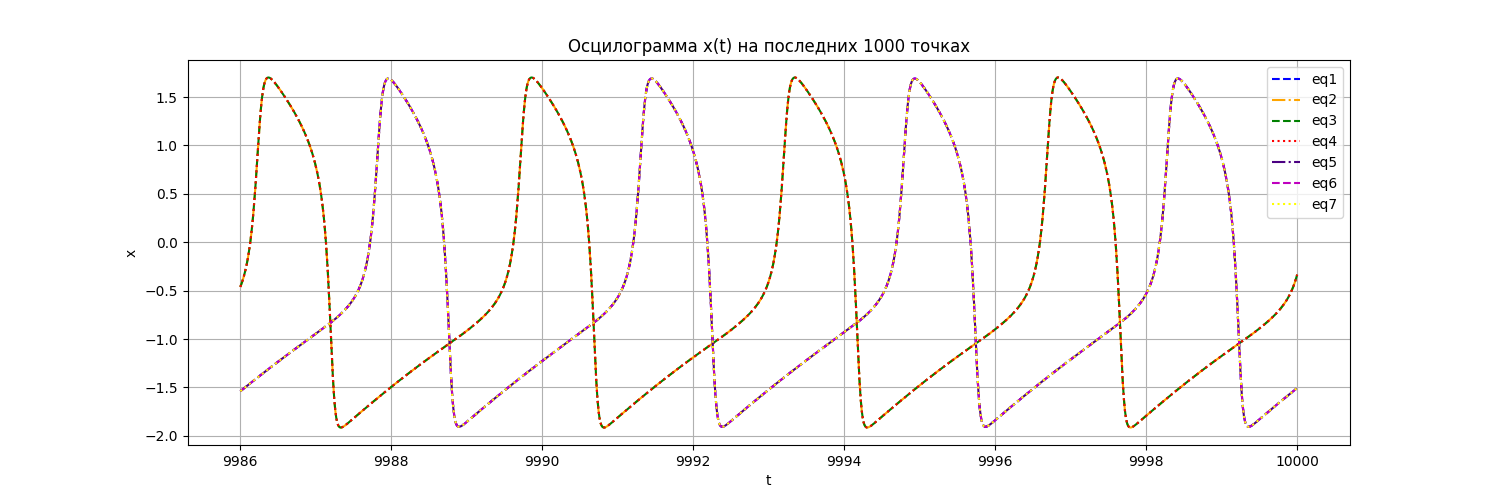 Осцилограмма x(t) на последних 1000 точках
eq1
eq2
eq3
eq4
eq5
eq6
eq7
x
1.5
1.0
0.5
0.0
−0.5
−1.0
−1.5
−2.0
9986
9988
9990
9992
9994
9996
9998
10000
t